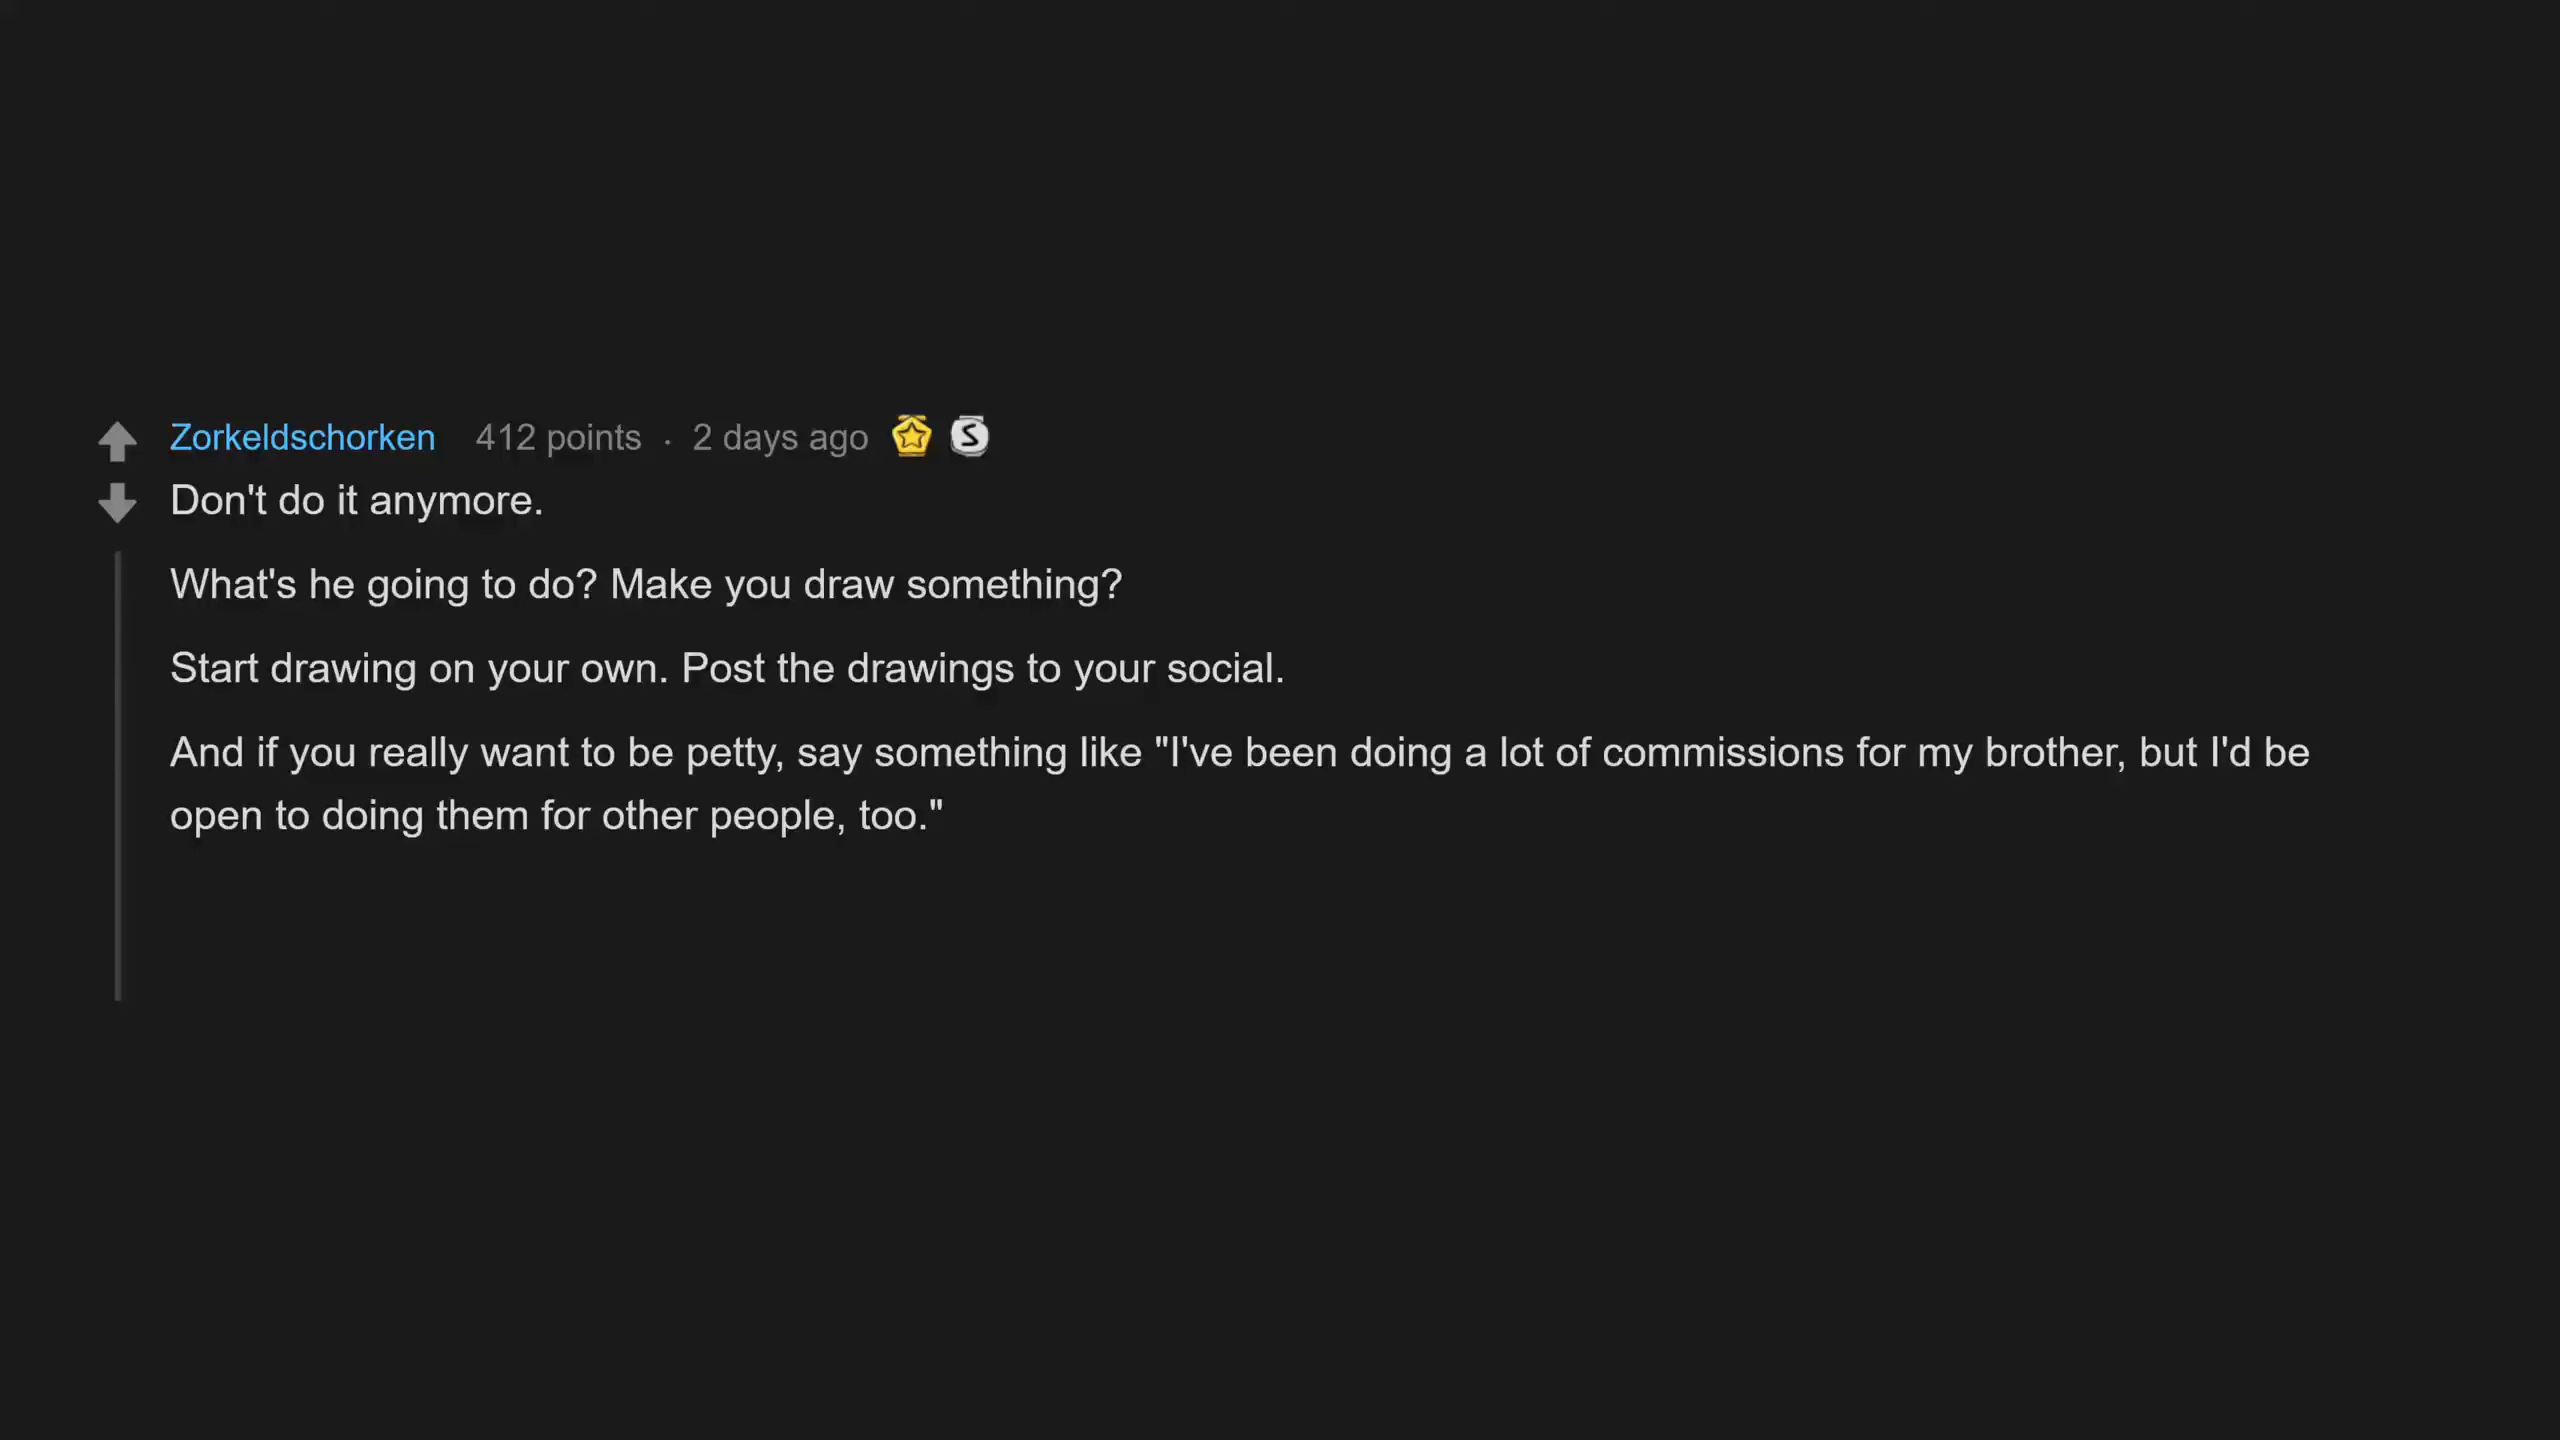 Zorkeldschorken 412 points · 2 days ago
Don't do it anymore.
What's he going to do? Make you draw something?
Start drawing on your own. Post the drawings to your social.
And if you really want to be petty, say something like "I've been doing a lot of commissions for my brother, but I'd be
open to doing them for other people, too."